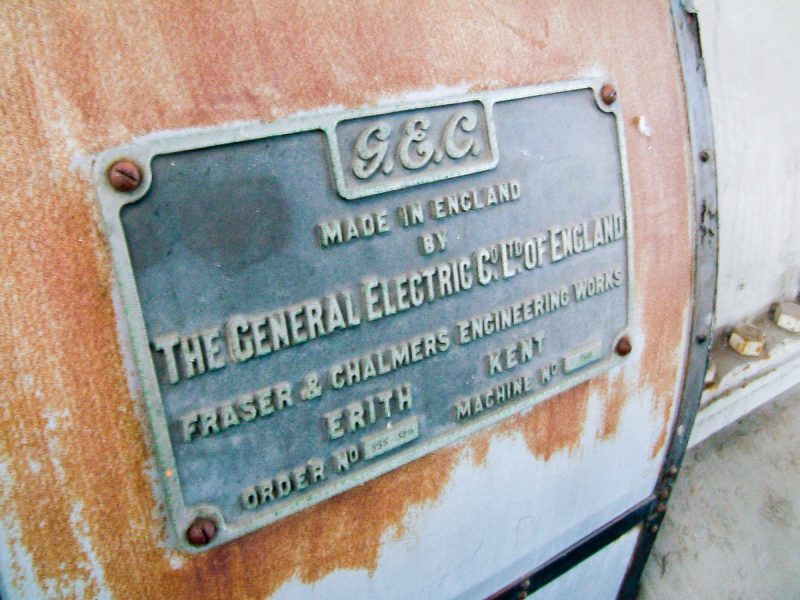 G.E.C.
MADE IN ENGLAND
BY
THE GENERAL ELECTRIC CO. LTD. OF ENGLAND
FRASER & CHALMERS ENGINEERING WORKS
ERITH KENT
ORDER NO MACHINE NO